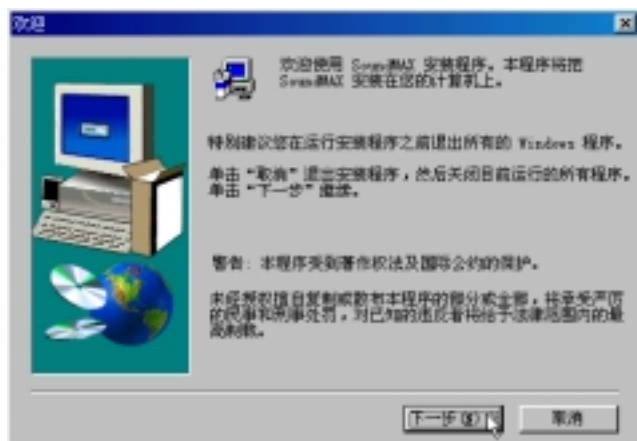 欢迎
欢迎使用 SoundMAX 安装程序。本程序将把
SoundMAX 安装在您的计算机上。
特别建议您在运行安装程序之前退出所有的 Windows 程序。
单击“取消”退出安装程序，然后关闭目前运行的所有程序。
单击“下一步”继续。
警告: 本程序受到著作权法及国际公约的保护。
未经授权擅自复制或散布本程序的部分或全部，将承受严厉
的民事和刑事处罚，对已知的违反者将给予法律范围内的最
高制裁。
下一步(N)
取消